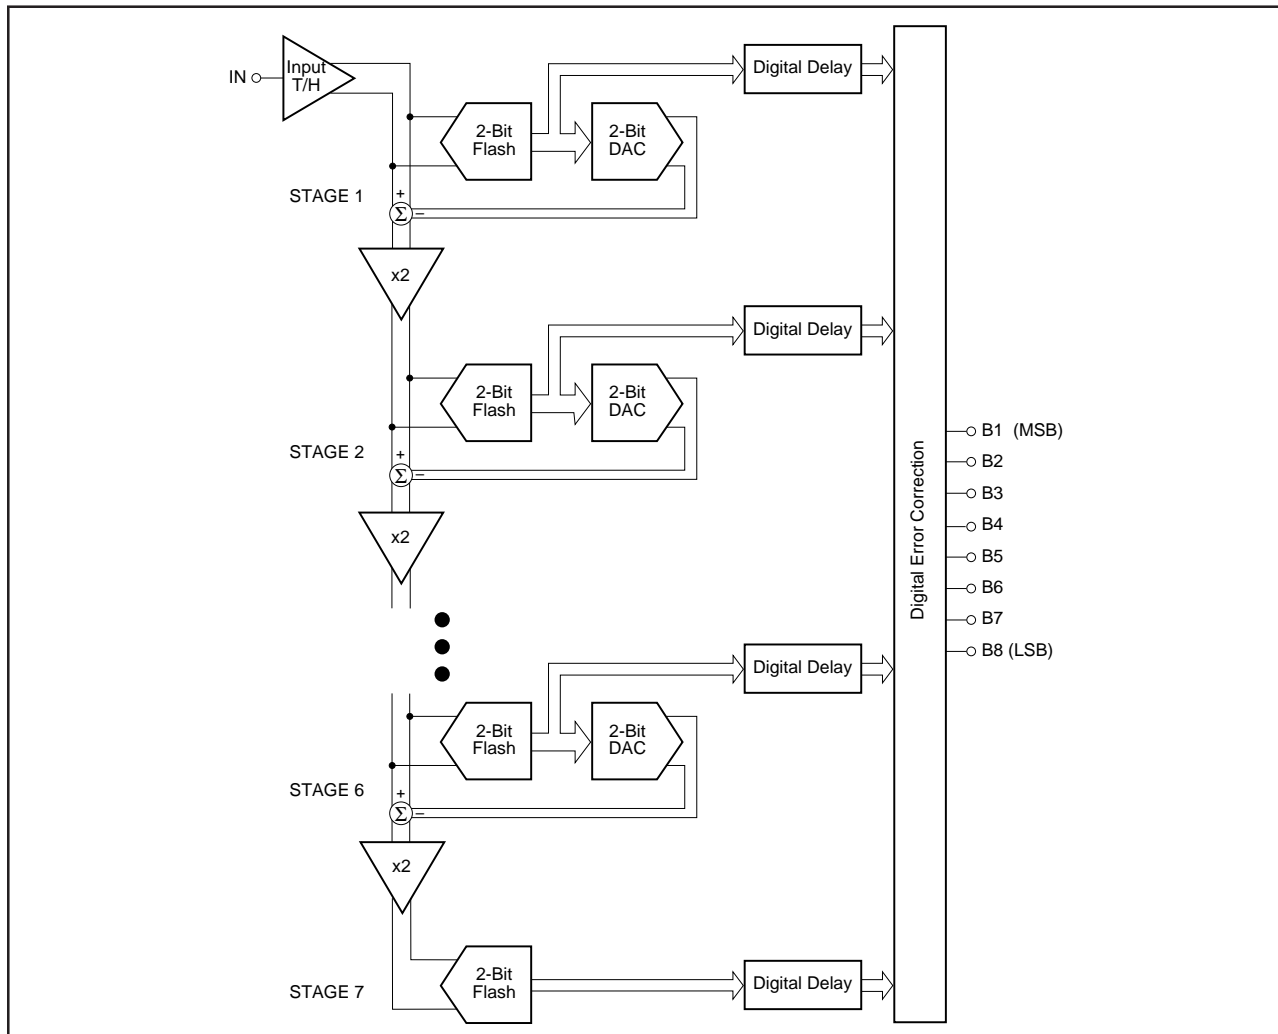 Input
T/H
IN
2-Bit
Flash
2-Bit
DAC
Digital Delay
STAGE 1
+
Σ
–
x2
2-Bit
Flash
2-Bit
DAC
Digital Delay
STAGE 2
+
Σ
–
x2
2-Bit
Flash
2-Bit
DAC
Digital Delay
STAGE 6
+
Σ
–
x2
2-Bit
Flash
Digital Delay
STAGE 7
Digital Error Correction
B1 (MSB)
B2
B3
B4
B5
B6
B7
B8 (LSB)